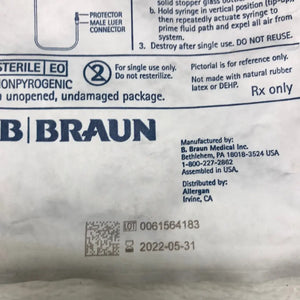 solid stopper glass
b. Hold syringe in vertical position (tip-up),
then repeatedly actuate syringe to
prime fluid path and expel all air from
system.
3. Destroy after single use. DO NOT REUSE.
PROTECTOR
MALE LUER
CONNECTOR
STERILE EO
NONPYROGENIC
n unopened, undamaged package.
2
For single use only.
Do not resterilize.
Pictorial is for reference only.
Not made with natural rubber
latex or DEHP.
Rx only
B|BRAUN
Manufactured by:
B. Braun Medical Inc.
Bethlehem, PA 18018-3524 USA
1-800-227-2862
Assembled in USA.
Distributed by:
Allergan
Irvine, CA
LOT 0061564183
2022-05-31